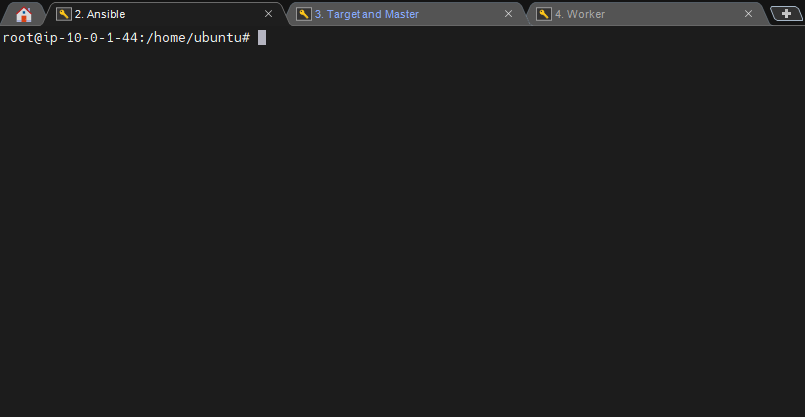 2. Ansible
3. Target and Master
4. Worker
root@ip-10-0-1-44:/home/ubuntu#